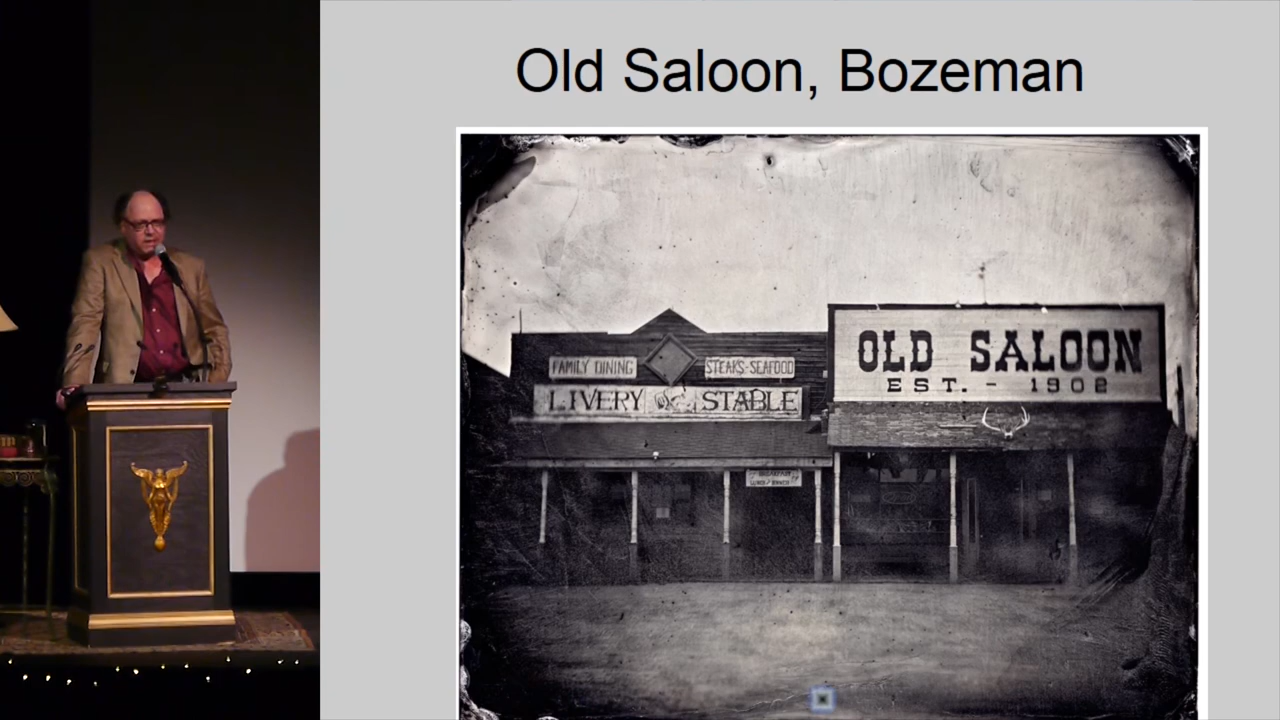 Old Saloon, Bozeman
OLD SALOON
EST. - 1902
FAMILY DINING
STEAKS-SEAFOOD
LIVERY STABLE